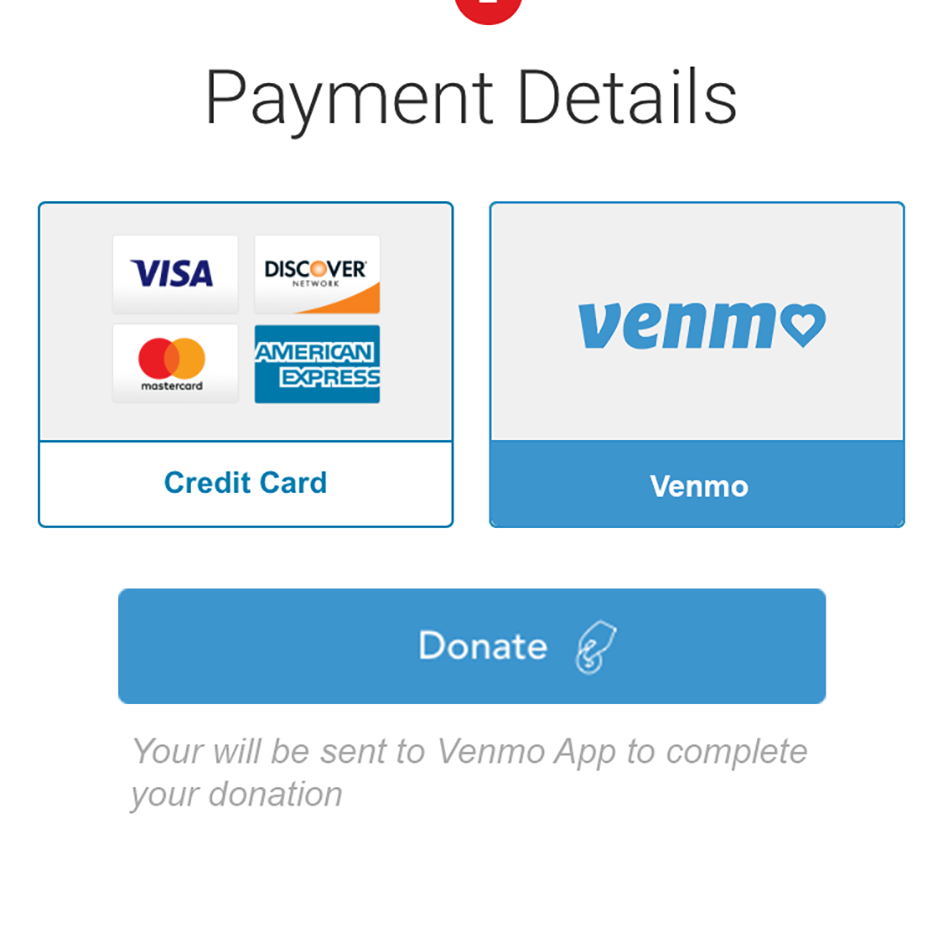 Payment Details
VISA
DISCOVER
NETWORK
mastercard
AMERICAN
EXPRESS
venmo
Credit Card
Venmo
Donate
Your will be sent to Venmo App to complete
your donation